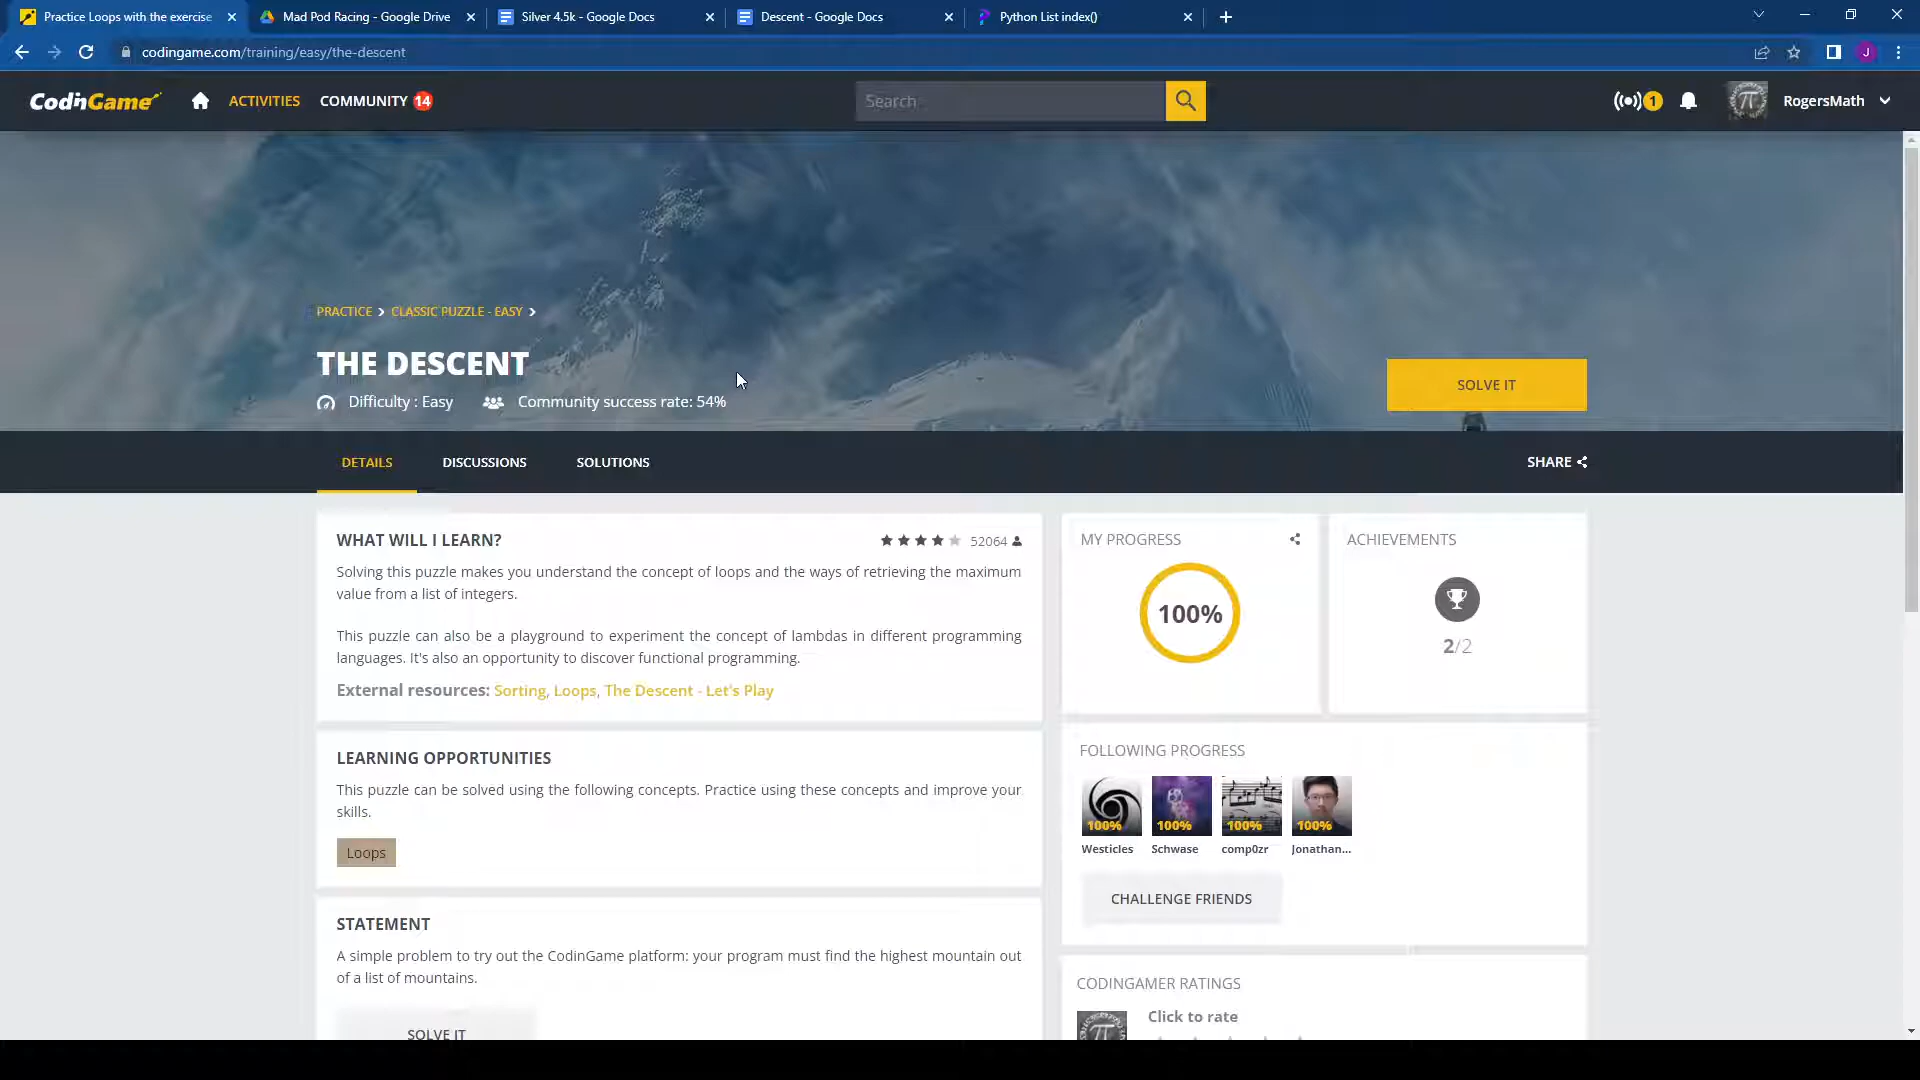 Practice Loops with the exercise
Mad Pod Racing - Google Drive
Silver 4.5k - Google Docs
Descent - Google Docs
Python List index()
codingame.com/training/easy/the-descent
J
CodinGame
ACTIVITIES
COMMUNITY 14
Search
1
RogersMath
PRACTICE > CLASSIC PUZZLE - EASY >
THE DESCENT
Difficulty : Easy
Community success rate: 54%
SOLVE IT
DETAILS
DISCUSSIONS
SOLUTIONS
SHARE
WHAT WILL I LEARN?
52064
Solving this puzzle makes you understand the concept of loops and the ways of retrieving the maximum
value from a list of integers.
This puzzle can also be a playground to experiment the concept of lambdas in different programming
languages. It's also an opportunity to discover functional programming.
External resources: Sorting, Loops, The Descent - Let's Play
MY PROGRESS
100%
ACHIEVEMENTS
2/2
LEARNING OPPORTUNITIES
This puzzle can be solved using the following concepts. Practice using these concepts and improve your
skills.
Loops
FOLLOWING PROGRESS
100% 100% 100% 100%
Westicles Schwase comp0zr Jonathan...
CHALLENGE FRIENDS
STATEMENT
A simple problem to try out the CodinGame platform: your program must find the highest mountain out
of a list of mountains.
SOLVE IT
CODINGAMER RATINGS
Click to rate